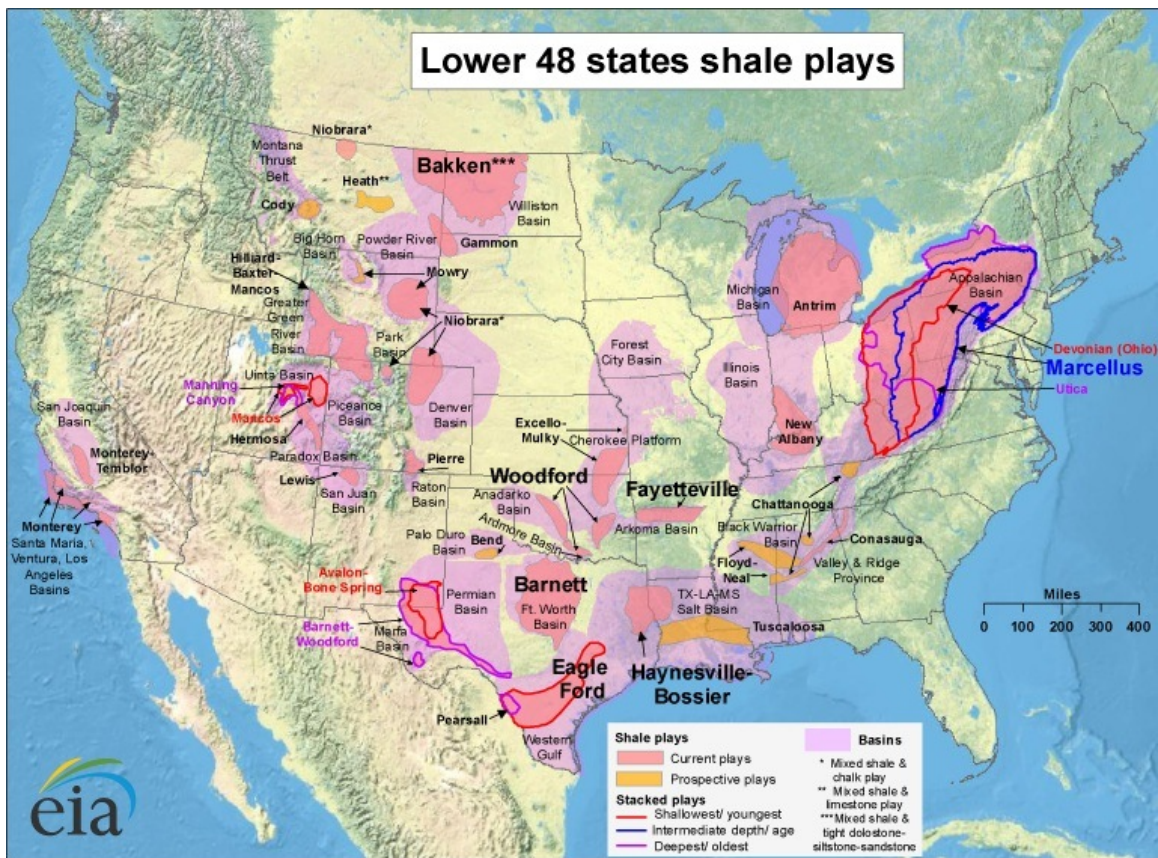 Lower 48 states shale plays
Niobrara*
Montana
Thrust
Belt
Bakken***
Heath**
Cody
Williston
Basin
Big Horn
Basin
Powder River
Basin
Gammon
Hilliard-
Baxter-
Mancos
Mowry
Greater
Green
River
Basin
Niobrara*
Park
Basin
Michigan
Basin
Antrim
Appalachian
Basin
Devonian (Ohio)
Marcellus
Utica
Forest
City Basin
Illinois
Basin
Uinta Basin
Manning
Canyon
Mancos
Piceance
Basin
Denver
Basin
San Joaquin
Basin
Hermosa
Excello-
Mulky
Cherokee Platform
New
Albany
Monterey-
Temblor
Paradox Basin
Pierre
Lewis
San Juan
Basin
Raton
Basin
Woodford
Anadarko
Basin
Fayetteville
Chattanooga
Monterey
Santa Maria,
Ventura, Los
Angeles
Basins
Palo Duro
Basin
Bend
Ardmore Basin
Arkoma Basin
Black Warrior
Basin
Conasauga
Floyd-
Neal
Valley & Ridge
Province
Avalon-
Bone Spring
Permian
Basin
Barnett
Ft. Worth
Basin
TX-LA-MS
Salt Basin
Tuscaloosa
Miles
0 100 200 300 400
Barnett-
Woodford
Marfa
Basin
Eagle
Ford
Haynesville-
Bossier
Pearsall
Western
Gulf
Shale plays
Current plays
Prospective plays
Stacked plays
Shallowest/ youngest
Intermediate depth/ age
Deepest/ oldest
Basins
* Mixed shale &
chalk play
** Mixed shale &
limestone play
***Mixed shale &
tight dolostone-
siltstone-sandstone
eia